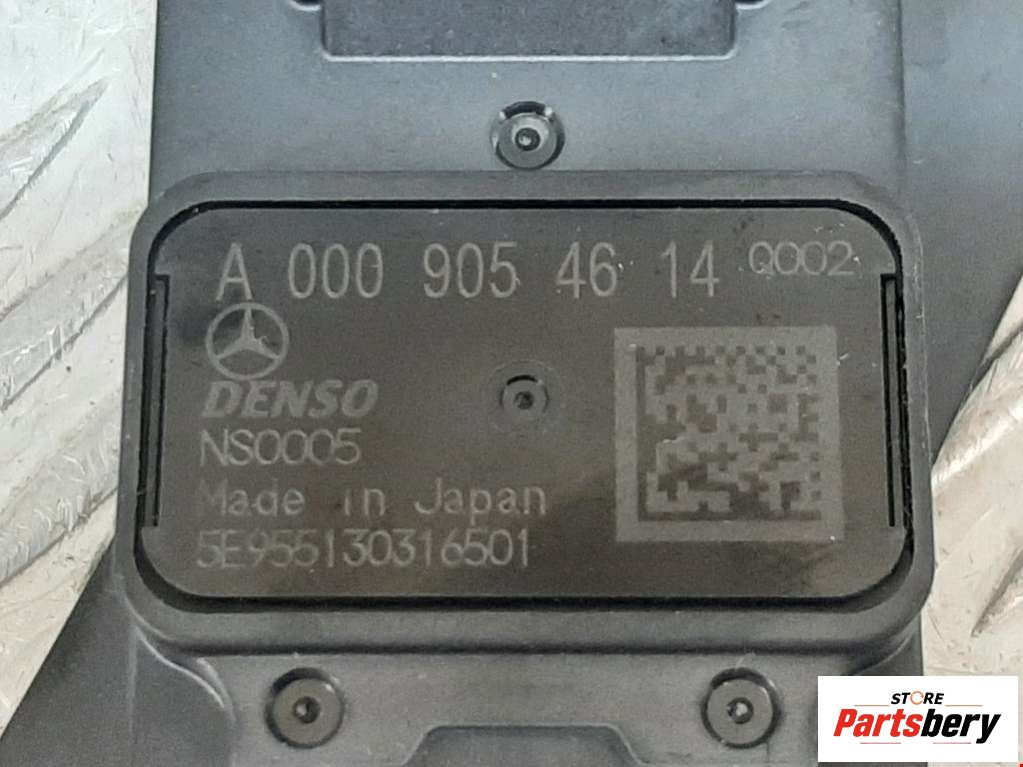 A 000 905 46 14 Q002
DENSO
NS0005
Made in Japan
5E955130316501
STORE
Partsbery